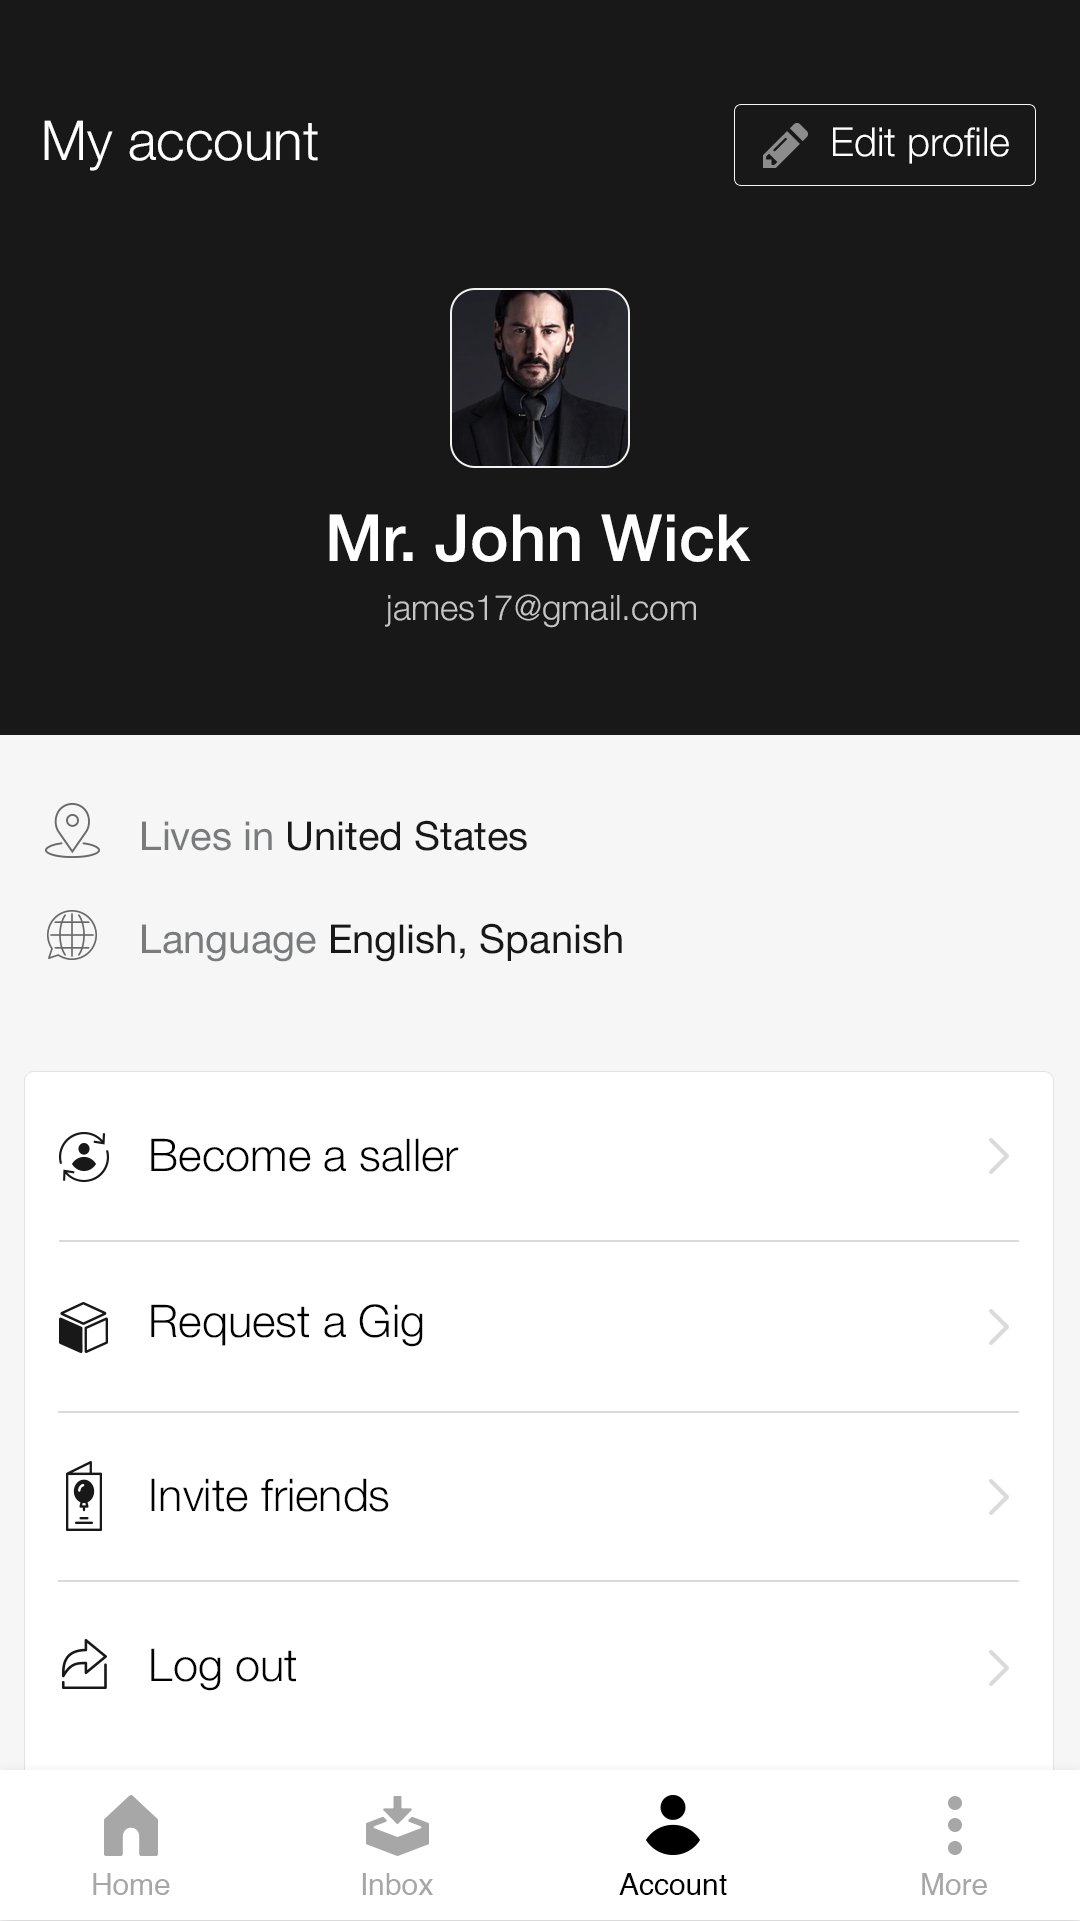 My account
Edit profile
Mr. John Wick
james17@gmail.com
Lives in United States
Language English, Spanish
Become a saller
Request a Gig
Invite friends
Log out
Home
Inbox
Account
More